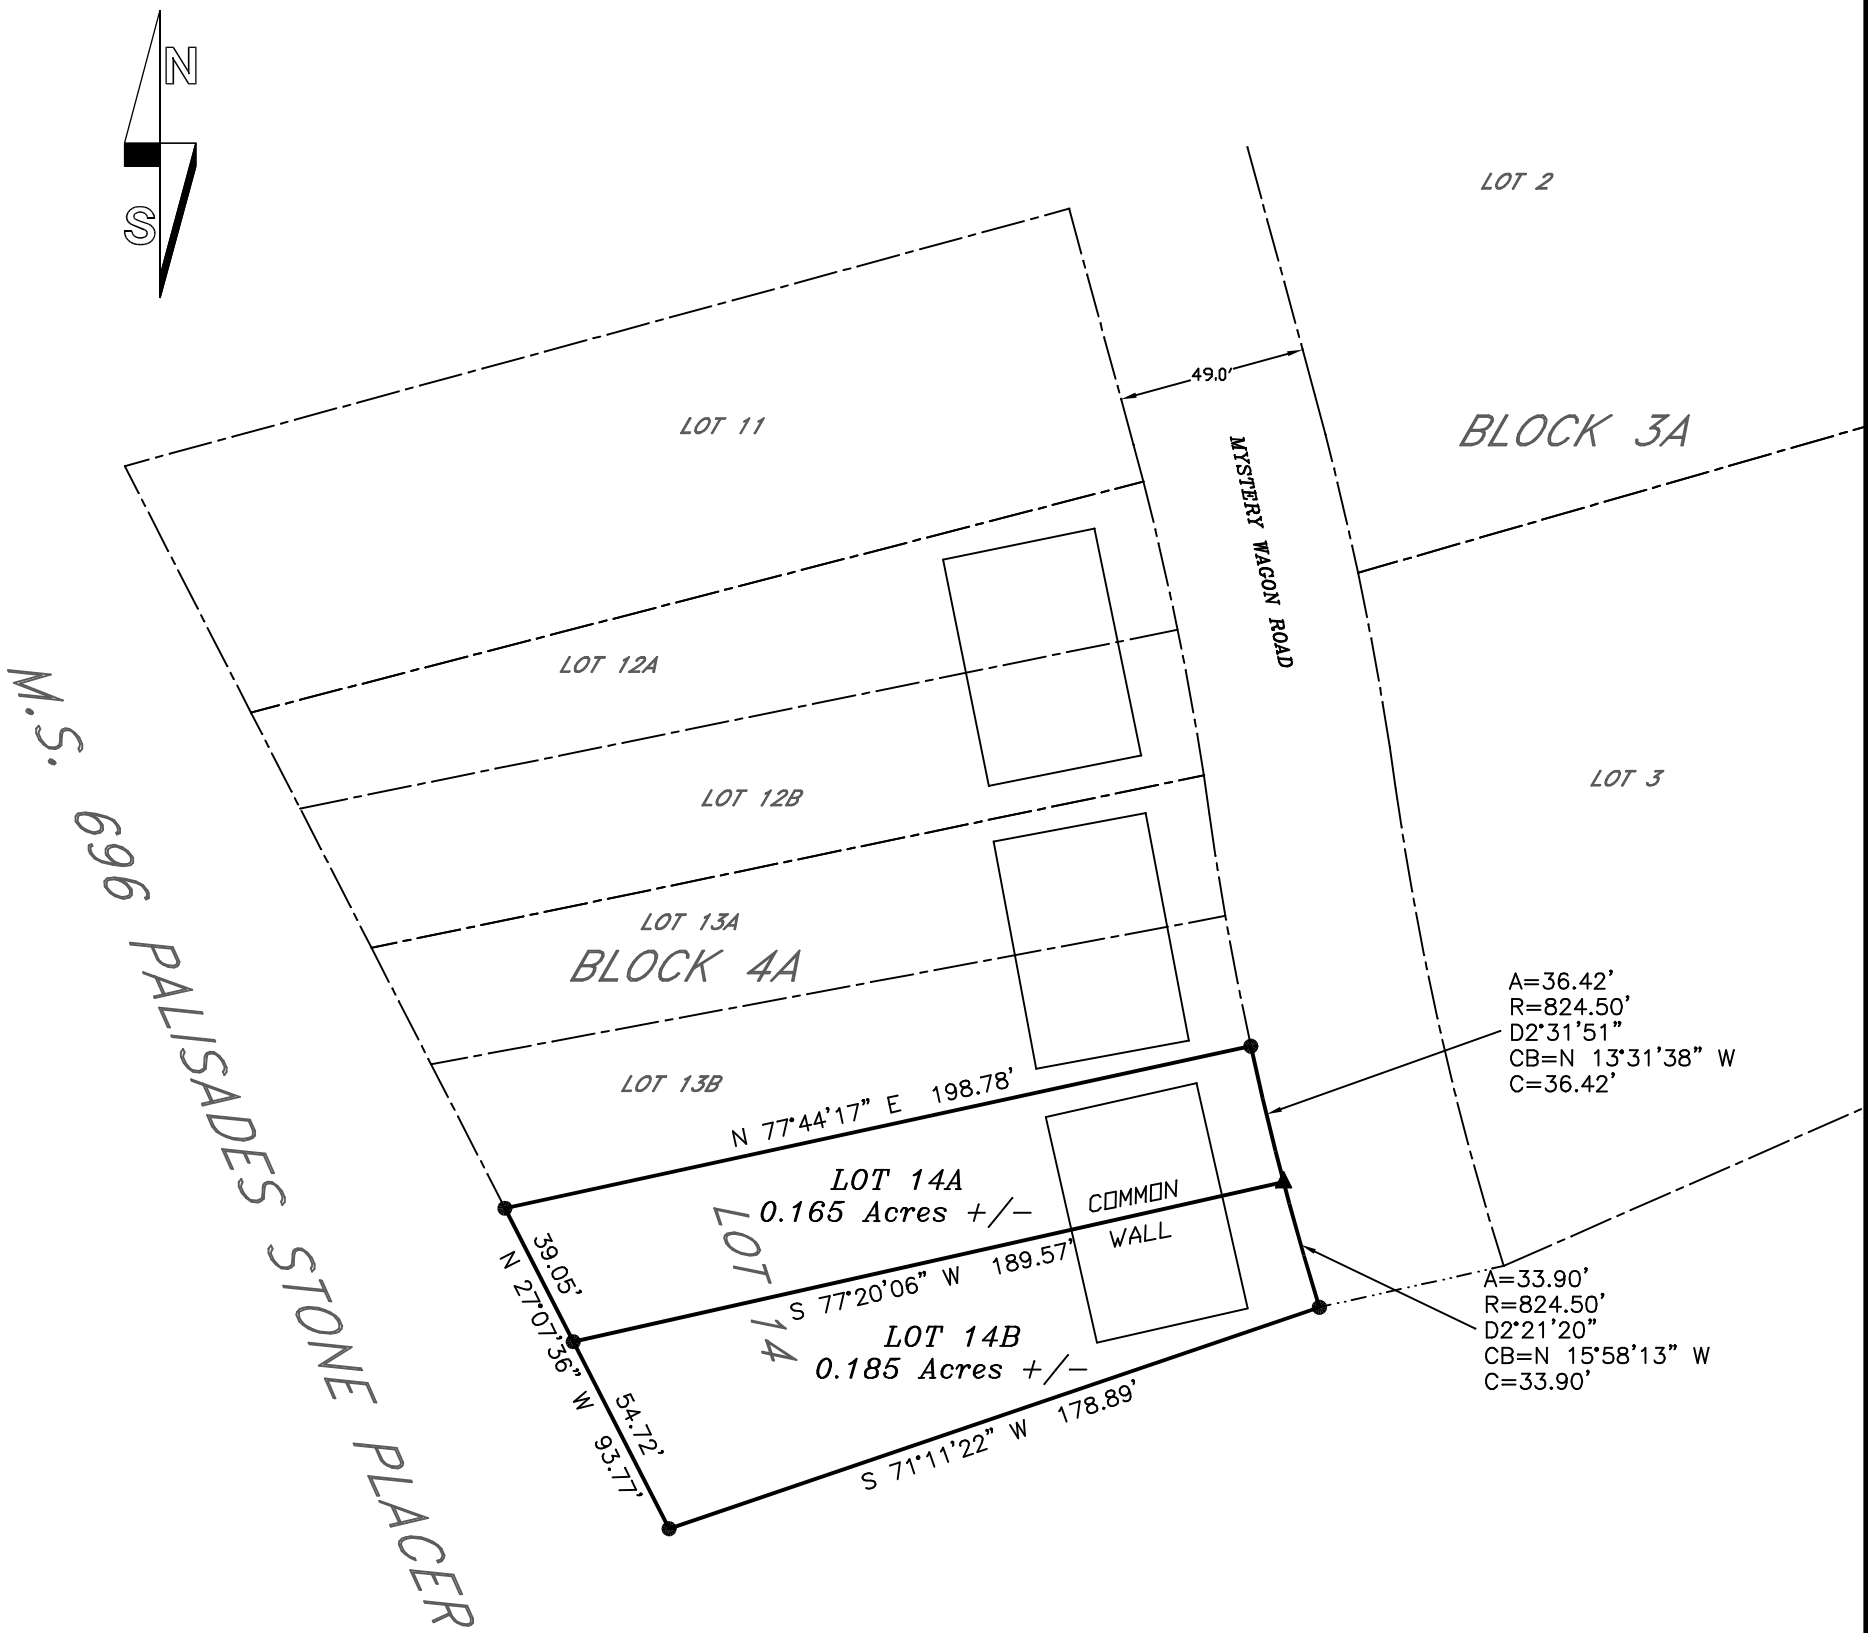 N
S
LOT 2
49.0'
LOT 11
BLOCK 3A
MYSTERY WAGON ROAD
LOT 12A
M.S. 696 PALISADES STONE PLACER
LOT 3
LOT 12B
LOT 13A
BLOCK 4A
A=36.42'
R=824.50'
D2°31'51"
CB=N 13°31'38" W
C=36.42'
LOT 13B
N 77°44'17" E 198.78'
LOT 14A
0.165 Acres +/-
COMMON
WALL
LOT 14
39.05'
N 27°07'36" W 93.77'
S 77°20'06" W 189.57'
A=33.90'
R=824.50'
D2°21'20"
CB=N 15°58'13" W
C=33.90'
LOT 14B
0.185 Acres +/-
54.72'
S 71°11'22" W 178.89'